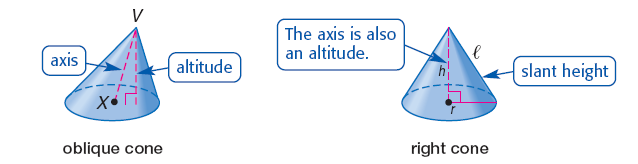 V
axis
altitude
X
oblique cone
The axis is also
an altitude.
ℓ
h
slant height
r
right cone